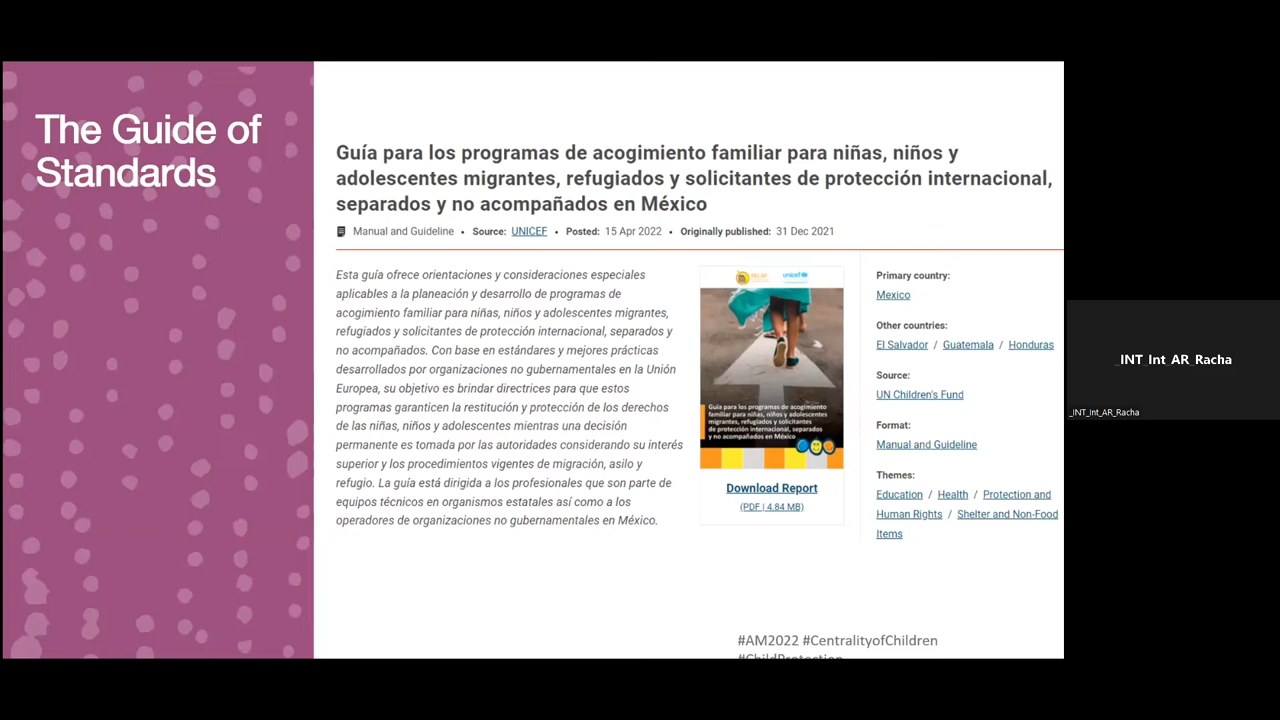 The Guide of
Standards
Guía para los programas de acogimiento familiar para niñas, niños y
adolescentes migrantes, refugiados y solicitantes de protección internacional,
separados y no acompañados en México
Manual and Guideline • Source: UNICEF • Posted: 15 Apr 2022 • Originally published: 31 Dec 2021
Esta guía ofrece orientaciones y consideraciones especiales
aplicables a la planeación y desarrollo de programas de
acogimiento familiar para niñas, niños y adolescentes migrantes,
refugiados y solicitantes de protección internacional, separados y
no acompañados. Con base en estándares y mejores prácticas
desarrollados por organizaciones no gubernamentales en la Unión
Europea, su objetivo es brindar directrices para que estos
programas garanticen la restitución y protección de los derechos
de las niñas, niños y adolescentes mientras una decisión
permanente es tomada por las autoridades considerando su interés
superior y los procedimientos vigentes de migración, asilo y
refugio. La guía está dirigida a los profesionales que son parte de
equipos técnicos en organismos estatales así como a los
operadores de organizaciones no gubernamentales en México.
RELAF
unicef
Guía para los programas de acogimiento
familiar para niñas, niños y adolescentes
migrantes, refugiados y solicitantes
de protección internacional, separados
y no acompañados en México
Download Report
(PDF | 4.84 MB)
Primary country:
Mexico
Other countries:
El Salvador / Guatemala / Honduras
Source:
UN Children's Fund
Format:
Manual and Guideline
Themes:
Education / Health / Protection and
Human Rights / Shelter and Non-Food
Items
#AM2022 #CentralityofChildren
#ChildProtection
_INT_Int_AR_Racha
_INT_Int_AR_Racha